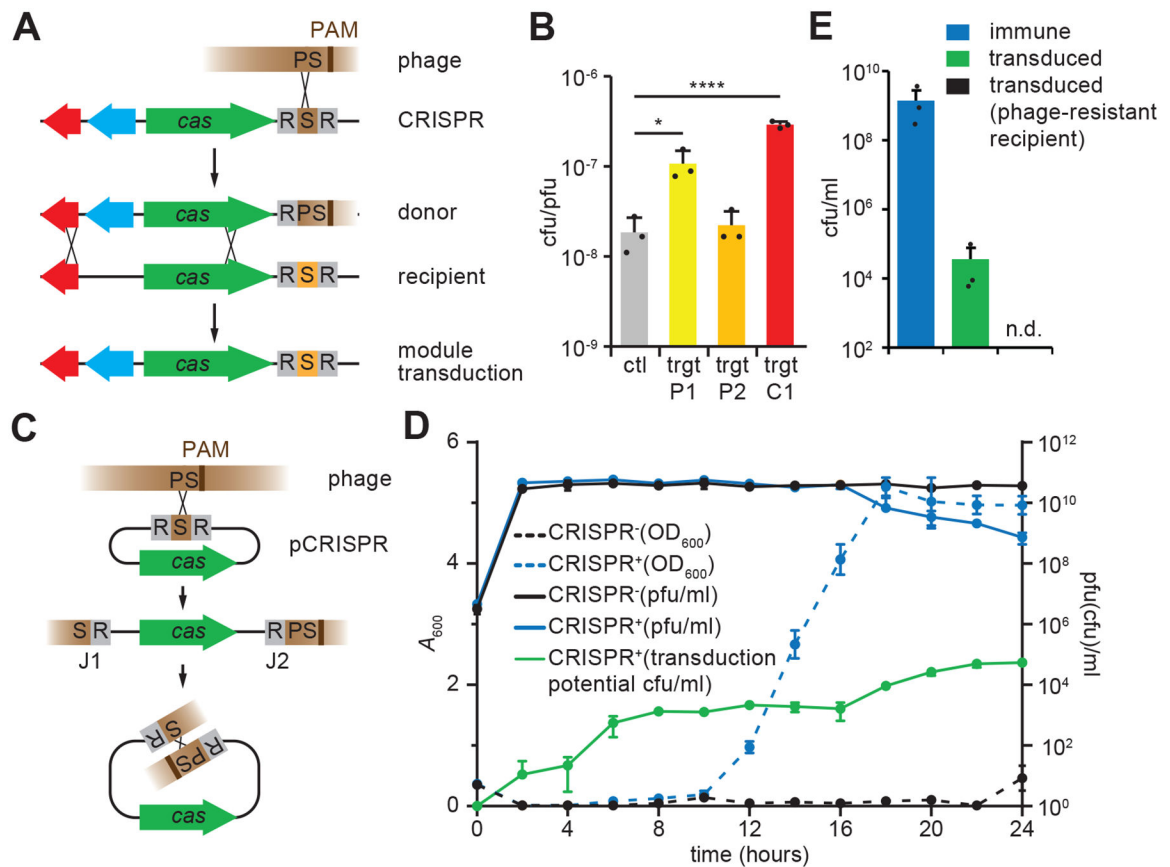 A
PAM
PS
phage
cas
R S R
CRISPR
cas
R PS
donor
cas
R S R
recipient
cas
R S R
module
transduction
B
cfu/pfu
10-6
10-7
10-8
10-9
****
*
ctl
trgt
P1
trgt
P2
trgt
C1
E
immune
transduced
transduced
(phage-resistant
recipient)
cfu/ml
10^10
10^8
10^6
10^4
10^2
n.d.
C
PAM
PS
phage
R S R
pCRISPR
cas
S R
cas
R PS
J1
J2
R S
PS R
cas
D
A600
6
4
2
0
CRISPR-(OD600)
CRISPR+(OD600)
CRISPR-(pfu/ml)
CRISPR+(pfu/ml)
CRISPR+(transduction
potential cfu/ml)
10^12
10^10
10^8
10^6
10^4
10^2
10^0
pfu(cfu)/ml
0
4
8
12
16
20
24
time (hours)